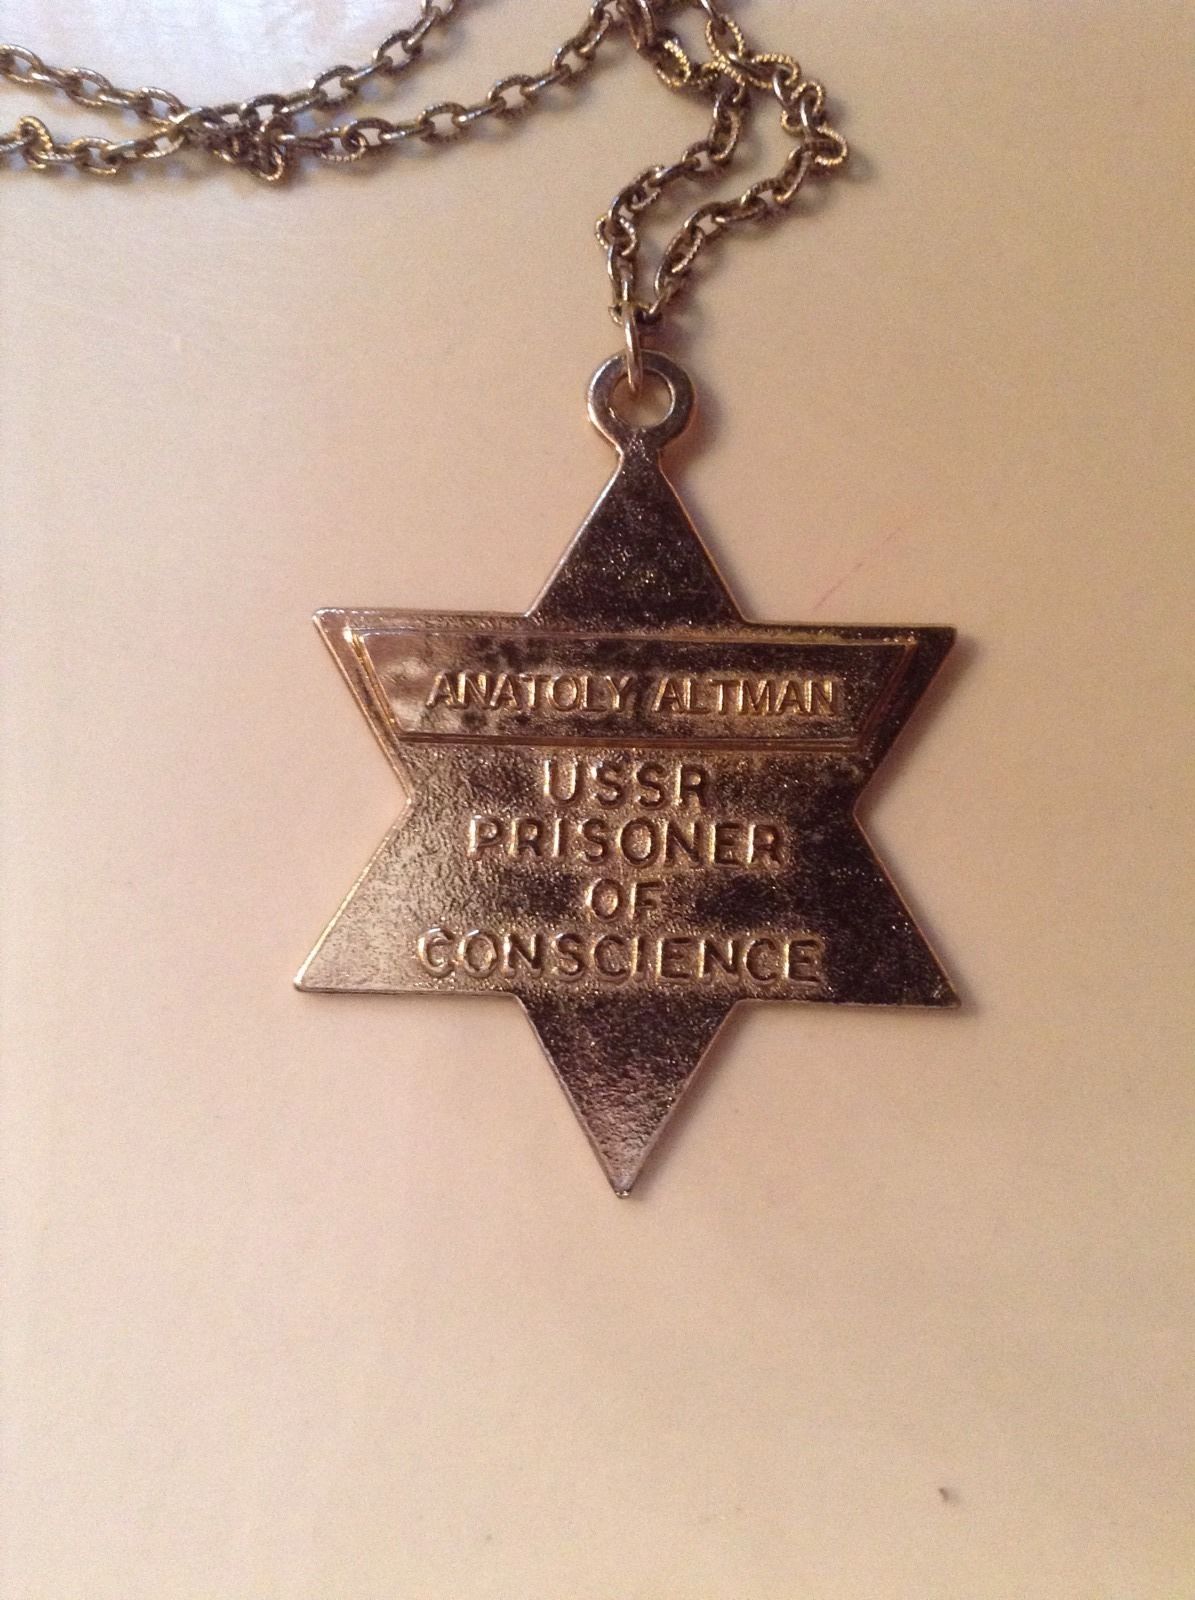 ANATOLY ALTMAN
USSR
PRISONER
OF
CONSCIENCE